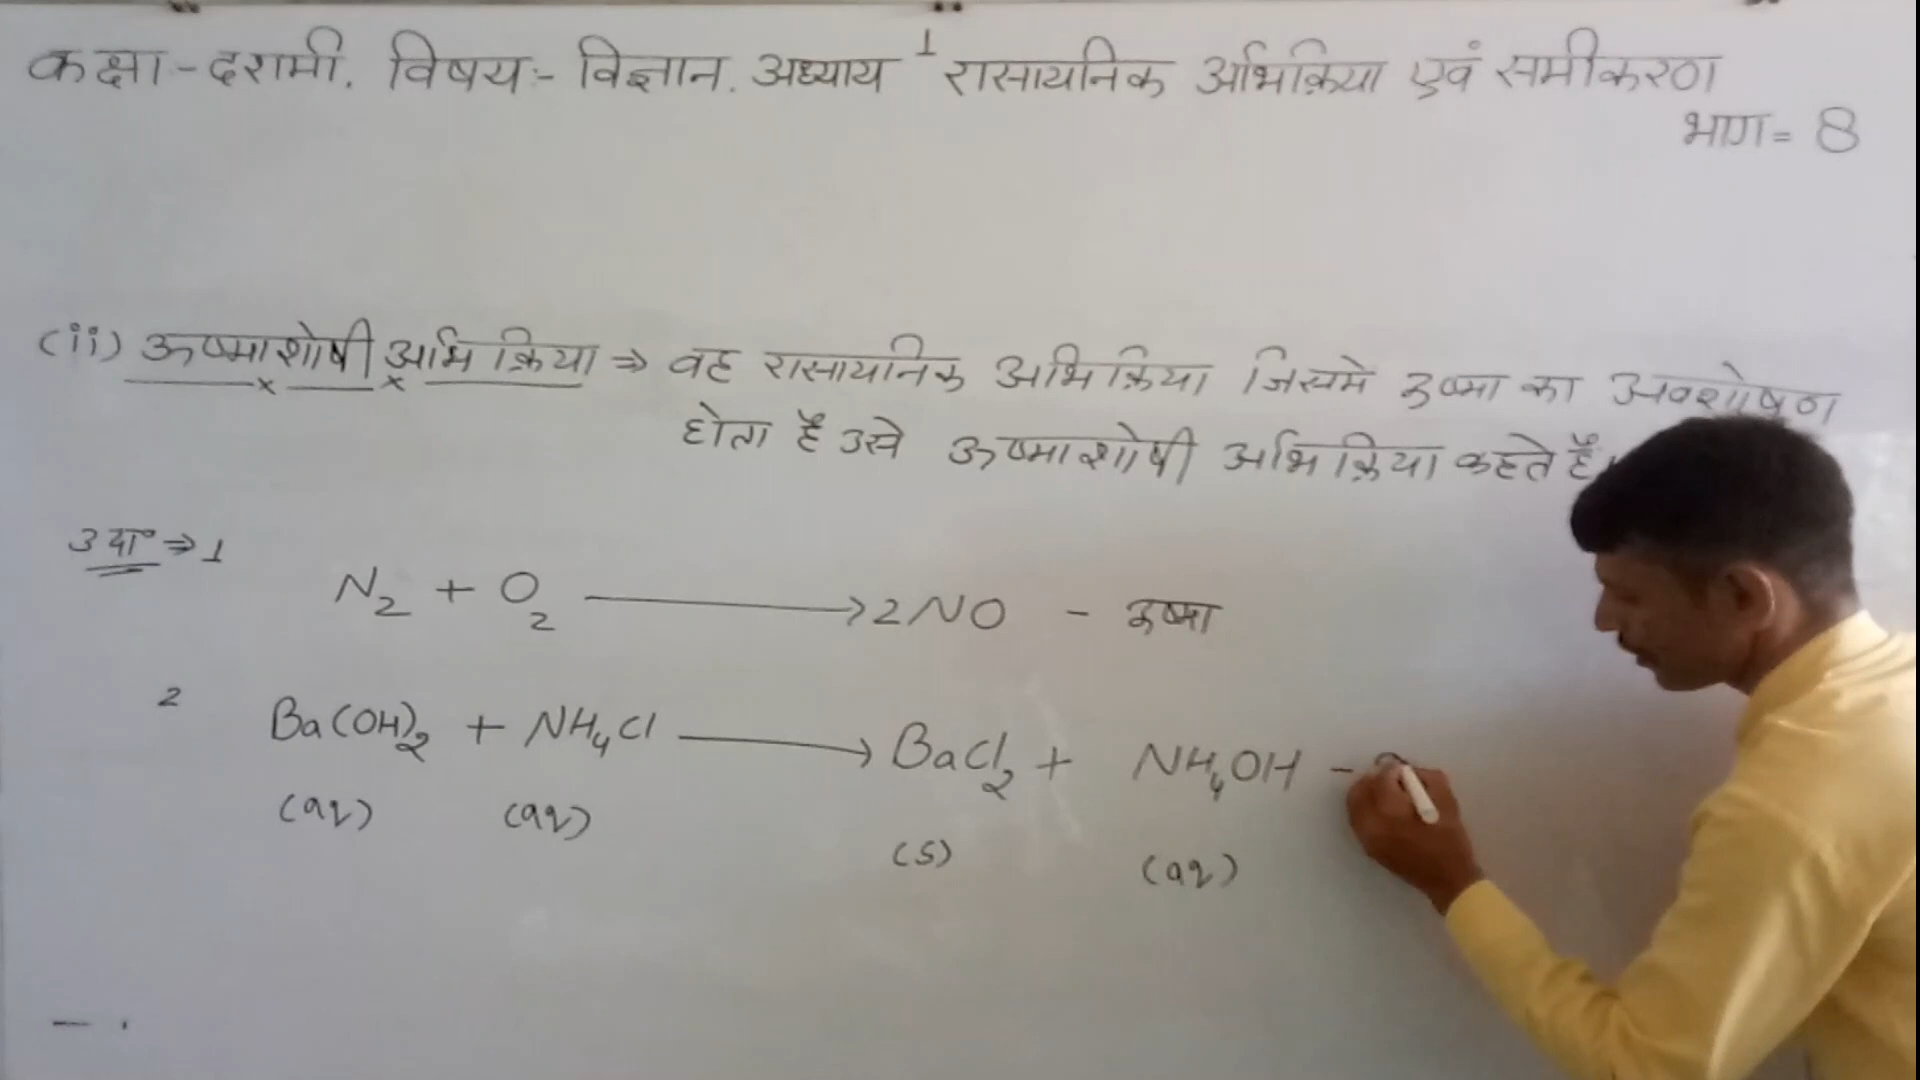 कक्षा - दशमी. विषय:- विज्ञान. अध्याय 1 रासायनिक अभिक्रिया एवं समीकरण
भाग = 8
(ii) ऊष्माशोषी अभिक्रिया ⇒ वह रासायनिक अभिक्रिया जिसमे ऊष्मा का अवशोषण
होता है उसे ऊष्माशोषी अभिक्रिया कहते हैं।
उदा° ⇒ 1
N₂ + O₂ ⟶ 2NO - ऊष्मा
2 Ba(OH)₂ + NH₄Cl ⟶ BaCl₂ + NH₄OH -
(aq) (aq) (s) (aq)